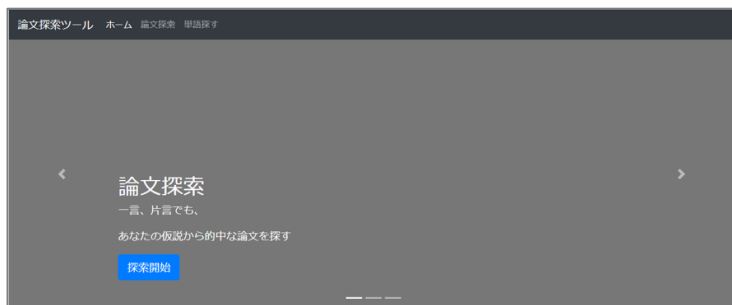 論文探索ツール ホーム 論文探索 単語探す
論文探索
一言、片言でも、
あなたの仮説から的中な論文を探す
探索開始